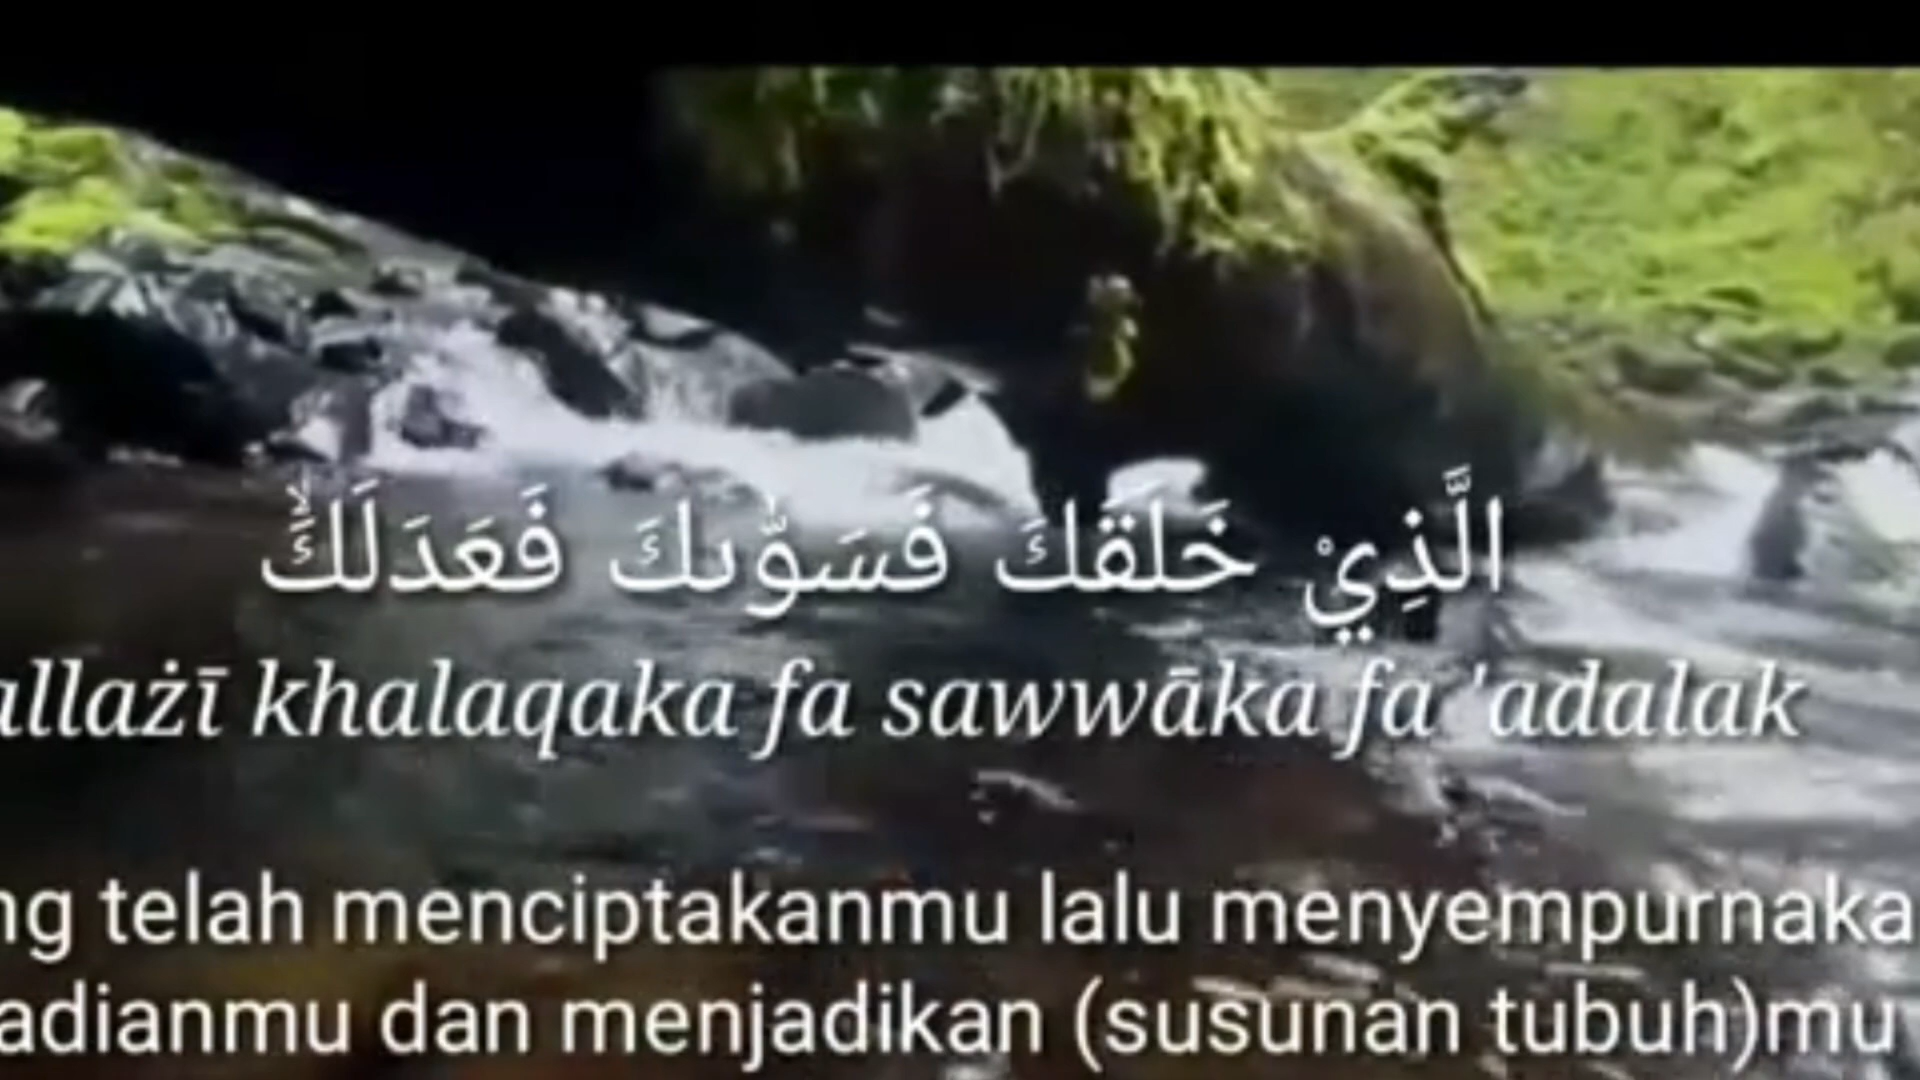 الَّذِيْ خَلَقَكَ فَسَوّٰىكَ فَعَدَلَكَۙ
allażī khalaqaka fa sawwāka fa 'adalak
ng telah menciptakanmu lalu menyempurnaka
adianmu dan menjadikan (susunan tubuh)mu